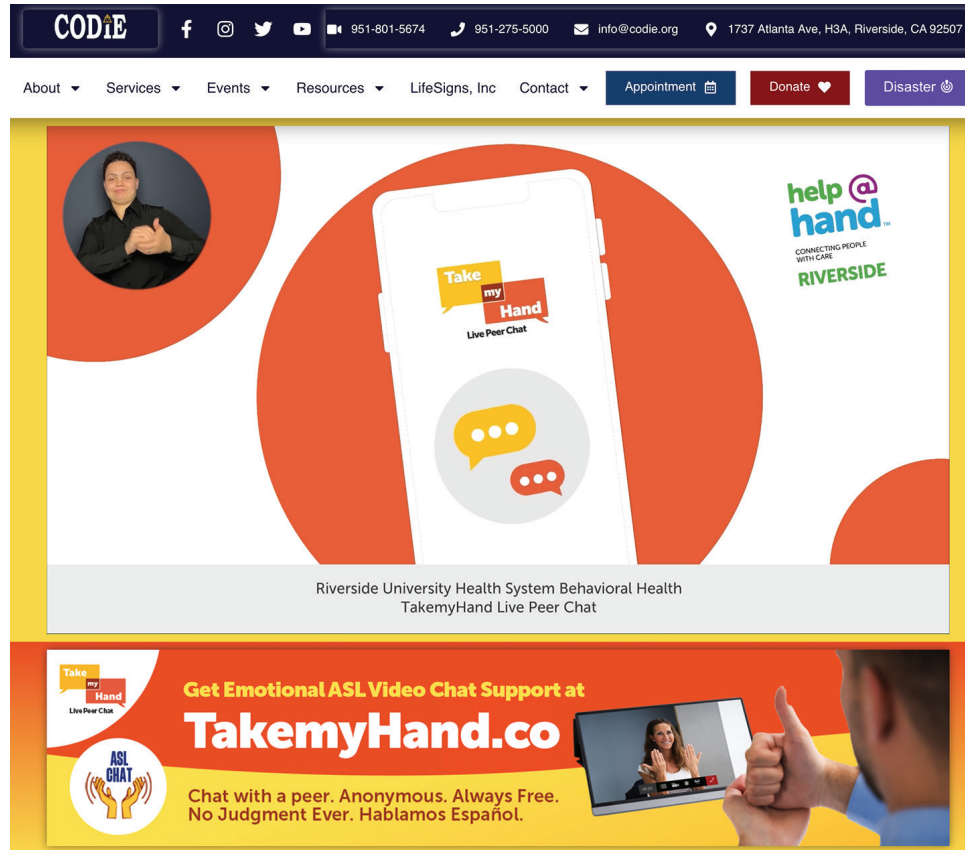 CODiE
951-801-5674
951-275-5000
info@codie.org
1737 Atlanta Ave, H3A, Riverside, CA 92507
About
Services
Events
Resources
LifeSigns, Inc
Contact
Appointment
Donate
Disaster
help @
hand™
CONNECTING PEOPLE
WITH CARE
RIVERSIDE
Take
my
Hand
Live Peer Chat
Riverside University Health System Behavioral Health
TakemyHand Live Peer Chat
Take
my
Hand
Live Peer Chat
ASL
CHAT
Get Emotional ASL Video Chat Support at
TakemyHand.co
Chat with a peer. Anonymous. Always Free.
No Judgment Ever. Hablamos Español.